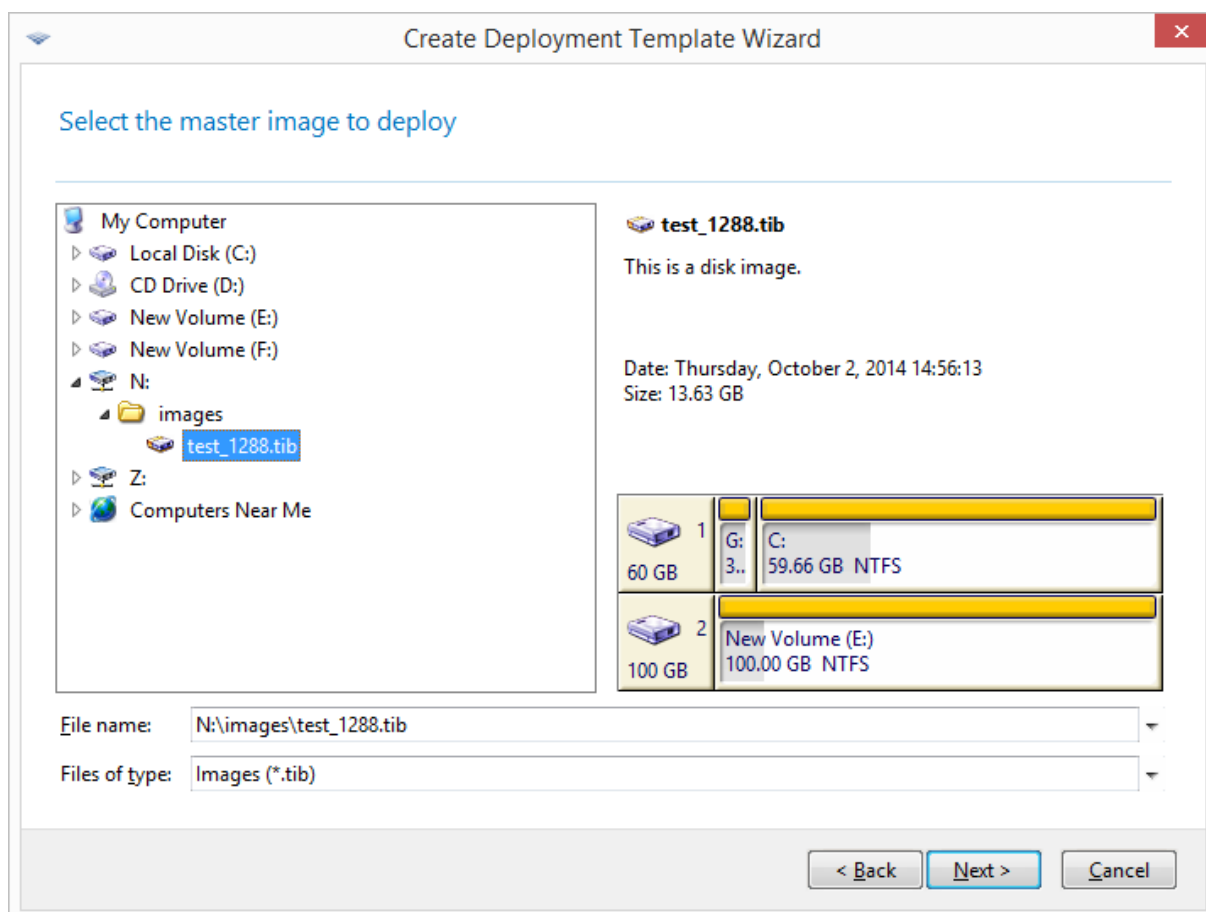 Create Deployment Template Wizard
Select the master image to deploy
My Computer
Local Disk (C:)
CD Drive (D:)
New Volume (E:)
New Volume (F:)
N:
images
test_1288.tib
Z:
Computers Near Me
test_1288.tib
This is a disk image.
Date: Thursday, October 2, 2014 14:56:13
Size: 13.63 GB
1
60 GB
G:
3..
C:
59.66 GB NTFS
2
100 GB
New Volume (E:)
100.00 GB NTFS
File name: N:\images\test_1288.tib
Files of type: Images (*.tib)
< Back Next > Cancel